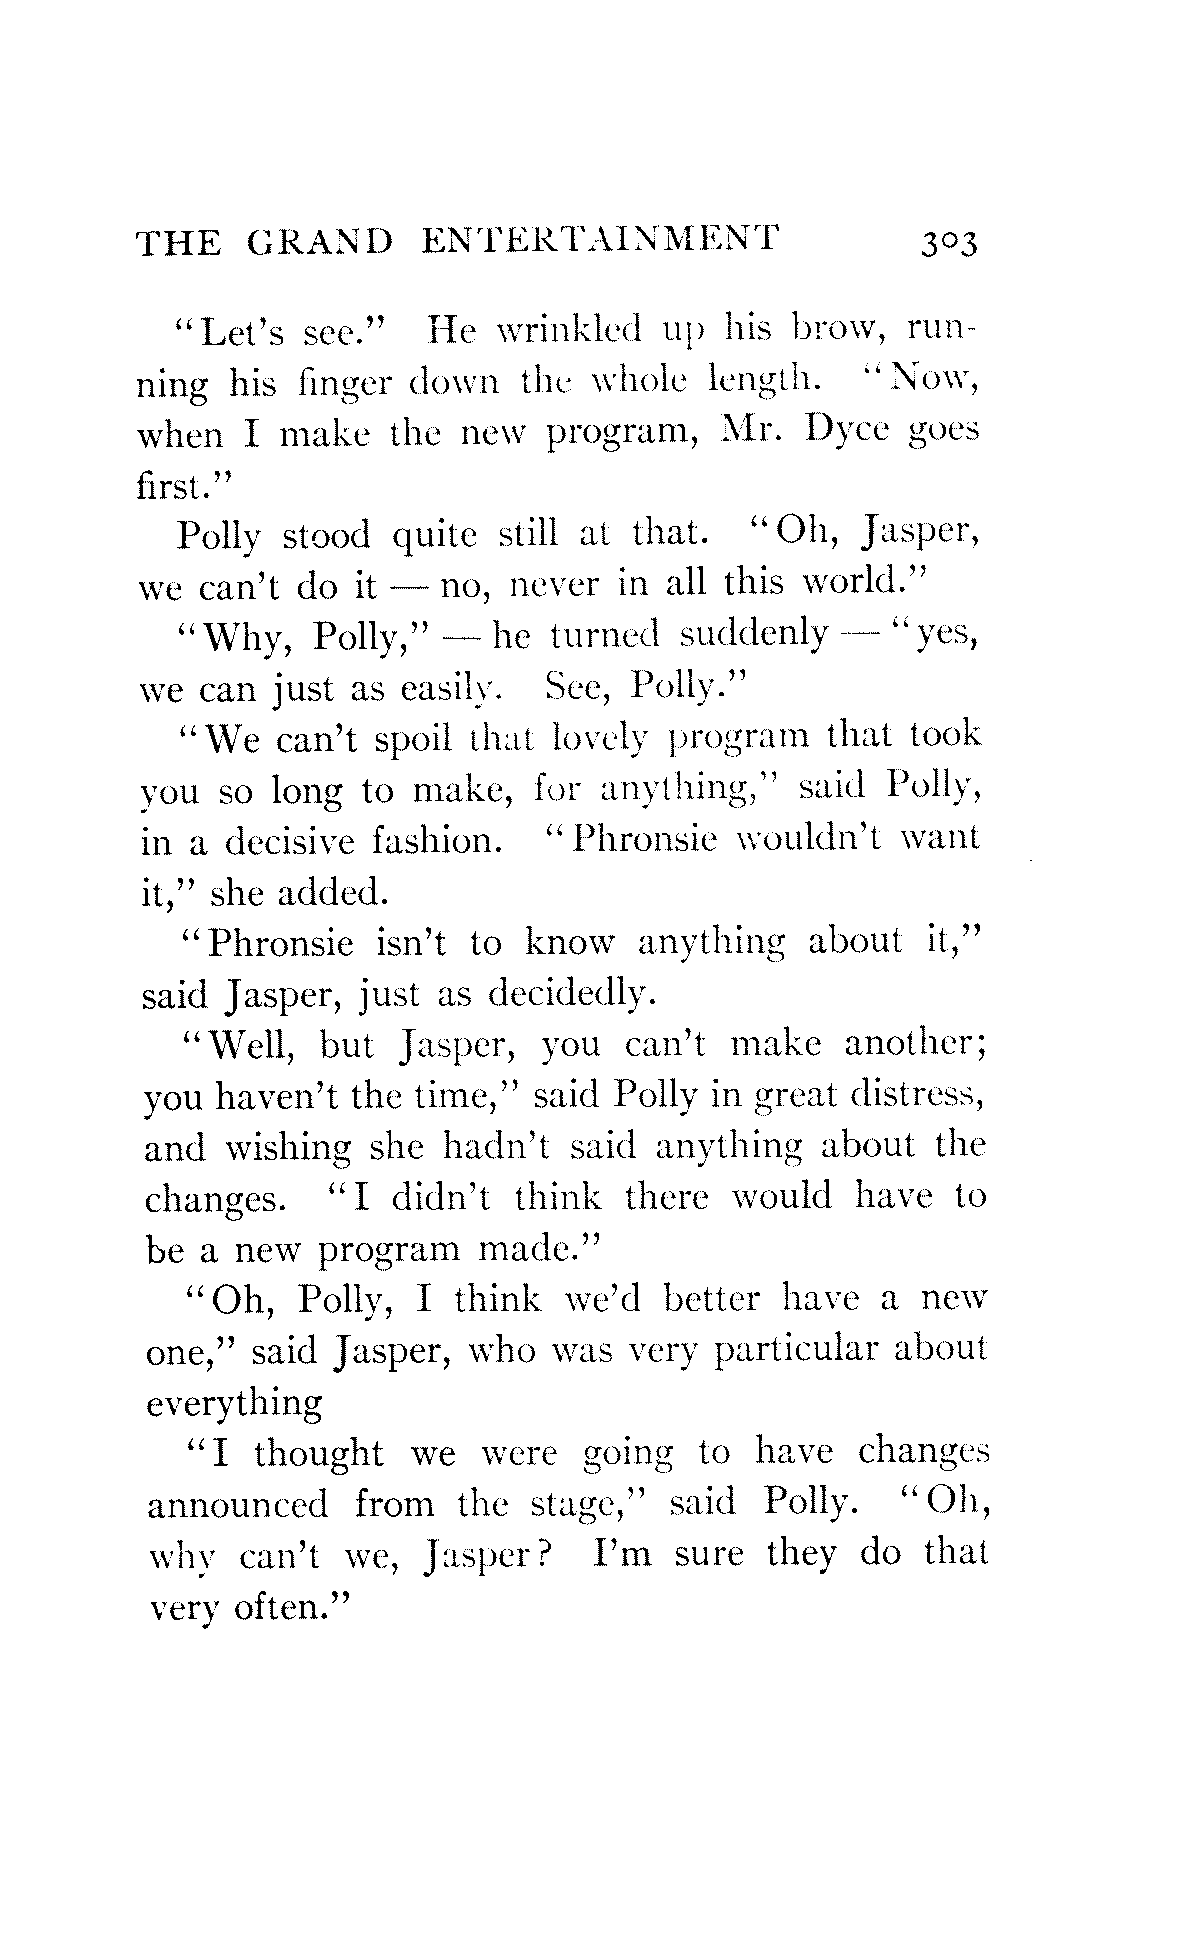 THE GRAND ENTERTAINMENT 303
“Let’s see.” He wrinkled up his brow, run-
ning his finger down the whole length. “Now,
when I make the new program, Mr. Dyce goes
first.”
Polly stood quite still at that. “Oh, Jasper,
we can’t do it — no, never in all this world.”
“Why, Polly,” — he turned suddenly — “yes,
we can just as easily. See, Polly.”
“We can’t spoil that lovely program that took
you so long to make, for anything,” said Polly,
in a decisive fashion. “Phronsie wouldn’t want
it,” she added.
“Phronsie isn’t to know anything about it,”
said Jasper, just as decidedly.
“Well, but Jasper, you can’t make another;
you haven’t the time,” said Polly in great distress,
and wishing she hadn’t said anything about the
changes. “I didn’t think there would have to
be a new program made.”
“Oh, Polly, I think we’d better have a new
one,” said Jasper, who was very particular about
everything
“I thought we were going to have changes
announced from the stage,” said Polly. “Oh,
why can’t we, Jasper? I’m sure they do that
very often.”